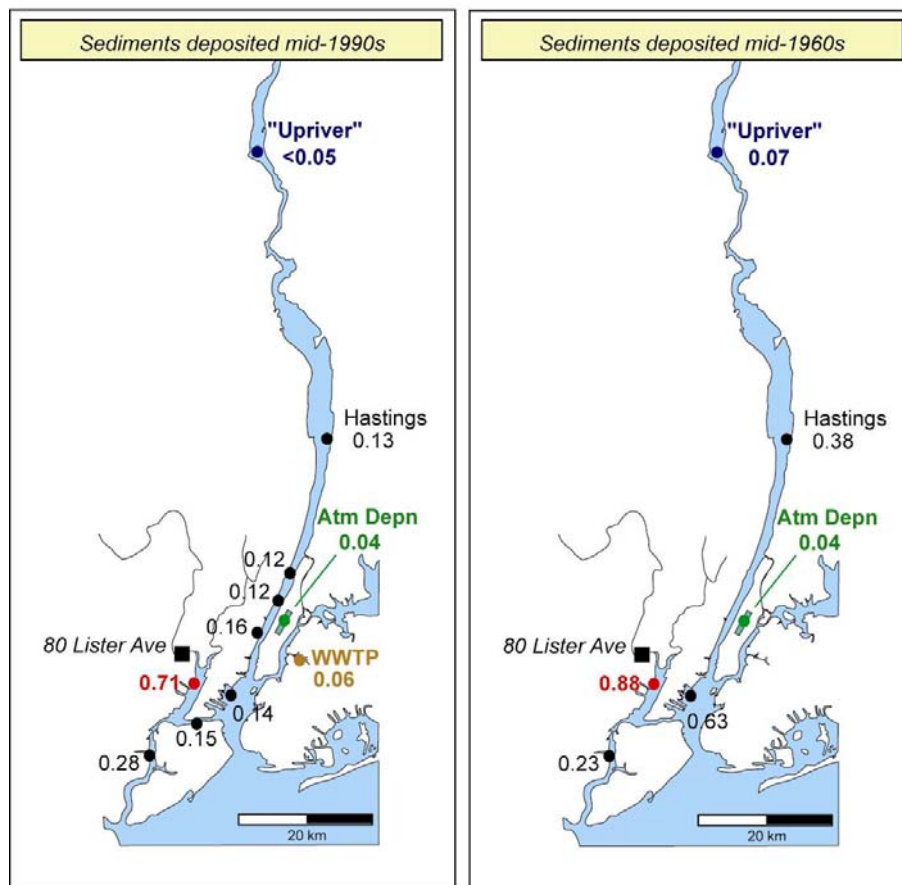 Sediments deposited mid-1990s
"Upriver"
<0.05
Hastings
0.13
Atm Depn
0.04
0.12
0.12
0.16
80 Lister Ave
WWTP
0.06
0.71
0.14
0.15
0.28
20 km
Sediments deposited mid-1960s
"Upriver"
0.07
Hastings
0.38
Atm Depn
0.04
80 Lister Ave
0.88
0.63
0.23
20 km